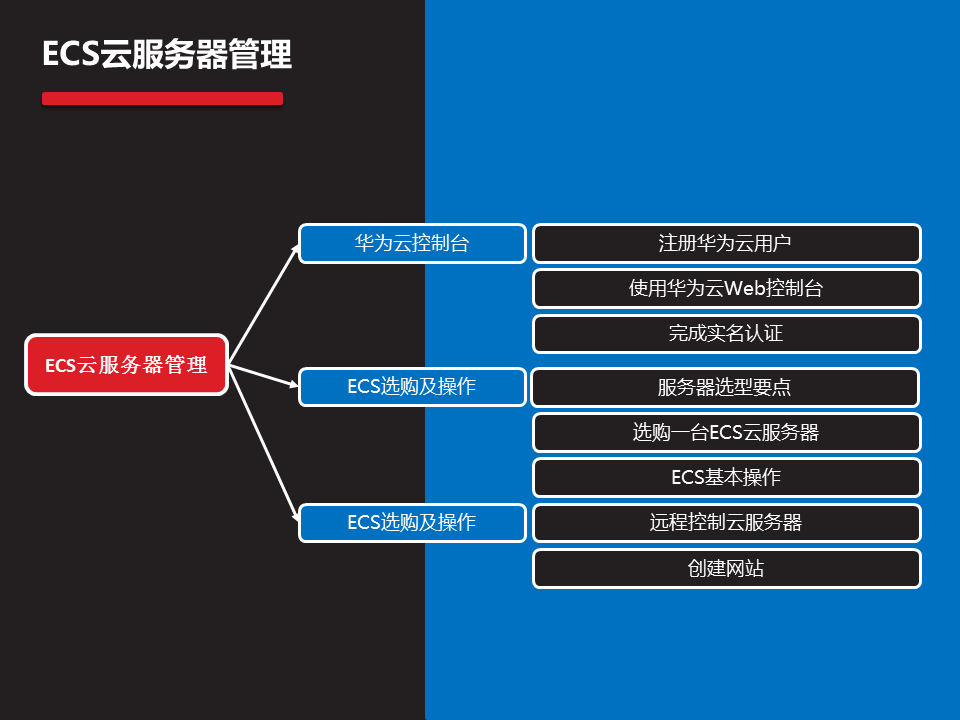 ECS云服务器管理
华为云控制台
注册华为云用户
使用华为云Web控制台
完成实名认证
ECS云服务器管理
ECS选购及操作
服务器选型要点
选购一台ECS云服务器
ECS基本操作
ECS选购及操作
远程控制云服务器
创建网站